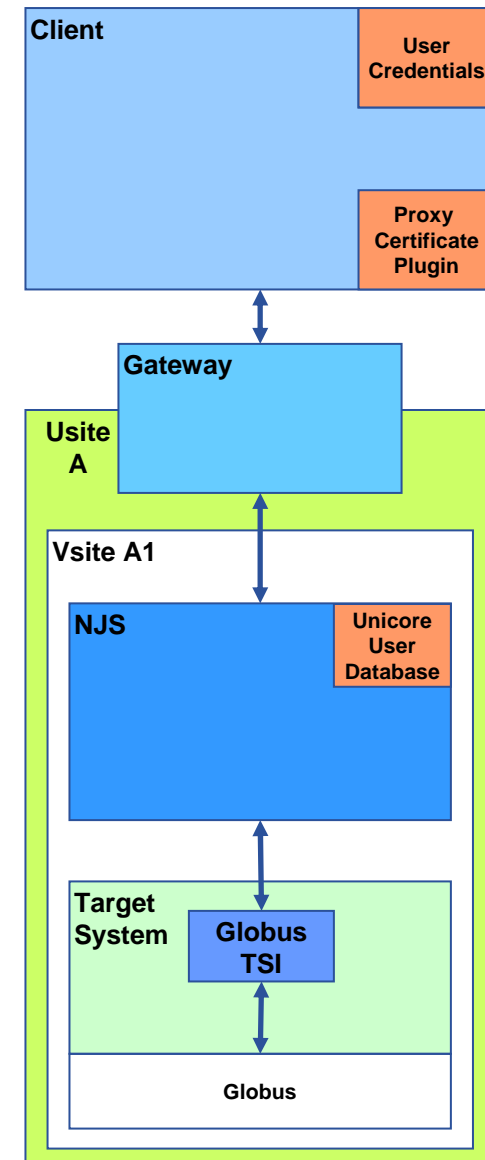 Client
User
Credentials
Proxy
Certificate
Plugin
Gateway
Usite
A
Vsite A1
NJS
Unicore
User
Database
Target
System
Globus
TSI
Globus